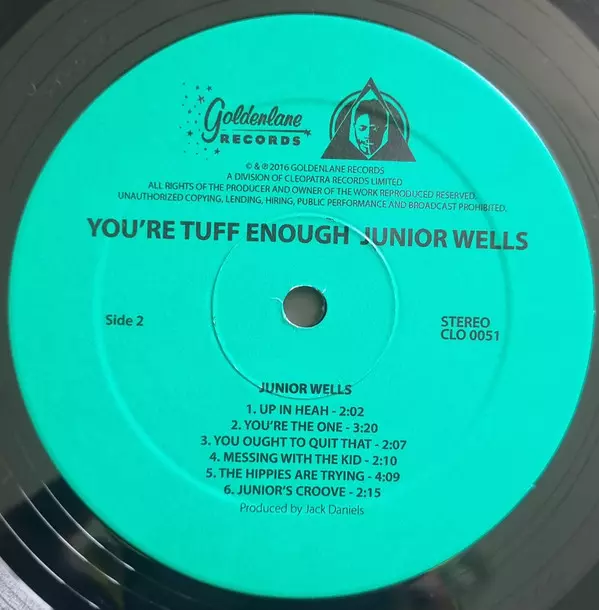 Goldenlane
RECORDS
© & ℗ 2016 GOLDENLANE RECORDS
A DIVISION OF CLEOPATRA RECORDS LIMITED
ALL RIGHTS OF THE PRODUCER AND OWNER OF THE WORK REPRODUCED RESERVED.
UNAUTHORIZED COPYING, LENDING, HIRING, PUBLIC PERFORMANCE AND BROADCAST PROHIBITED.
YOU'RE TUFF ENOUGH JUNIOR WELLS
Side 2
STEREO
CLO 0051
JUNIOR WELLS
1. UP IN HEAH - 2:02
2. YOU'RE THE ONE - 3:20
3. YOU OUGHT TO QUIT THAT - 2:07
4. MESSING WITH THE KID - 2:10
5. THE HIPPIES ARE TRYING - 4:09
6. JUNIOR'S CROOVE - 2:15
Produced by Jack Daniels